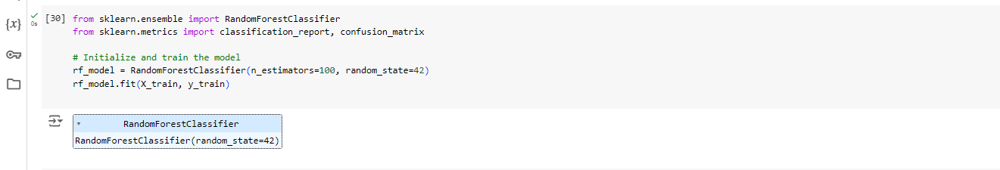 {x}
0s
[30] from sklearn.ensemble import RandomForestClassifier
from sklearn.metrics import classification_report, confusion_matrix
# Initialize and train the model
rf_model = RandomForestClassifier(n_estimators=100, random_state=42)
rf_model.fit(X_train, y_train)
RandomForestClassifier
RandomForestClassifier(random_state=42)